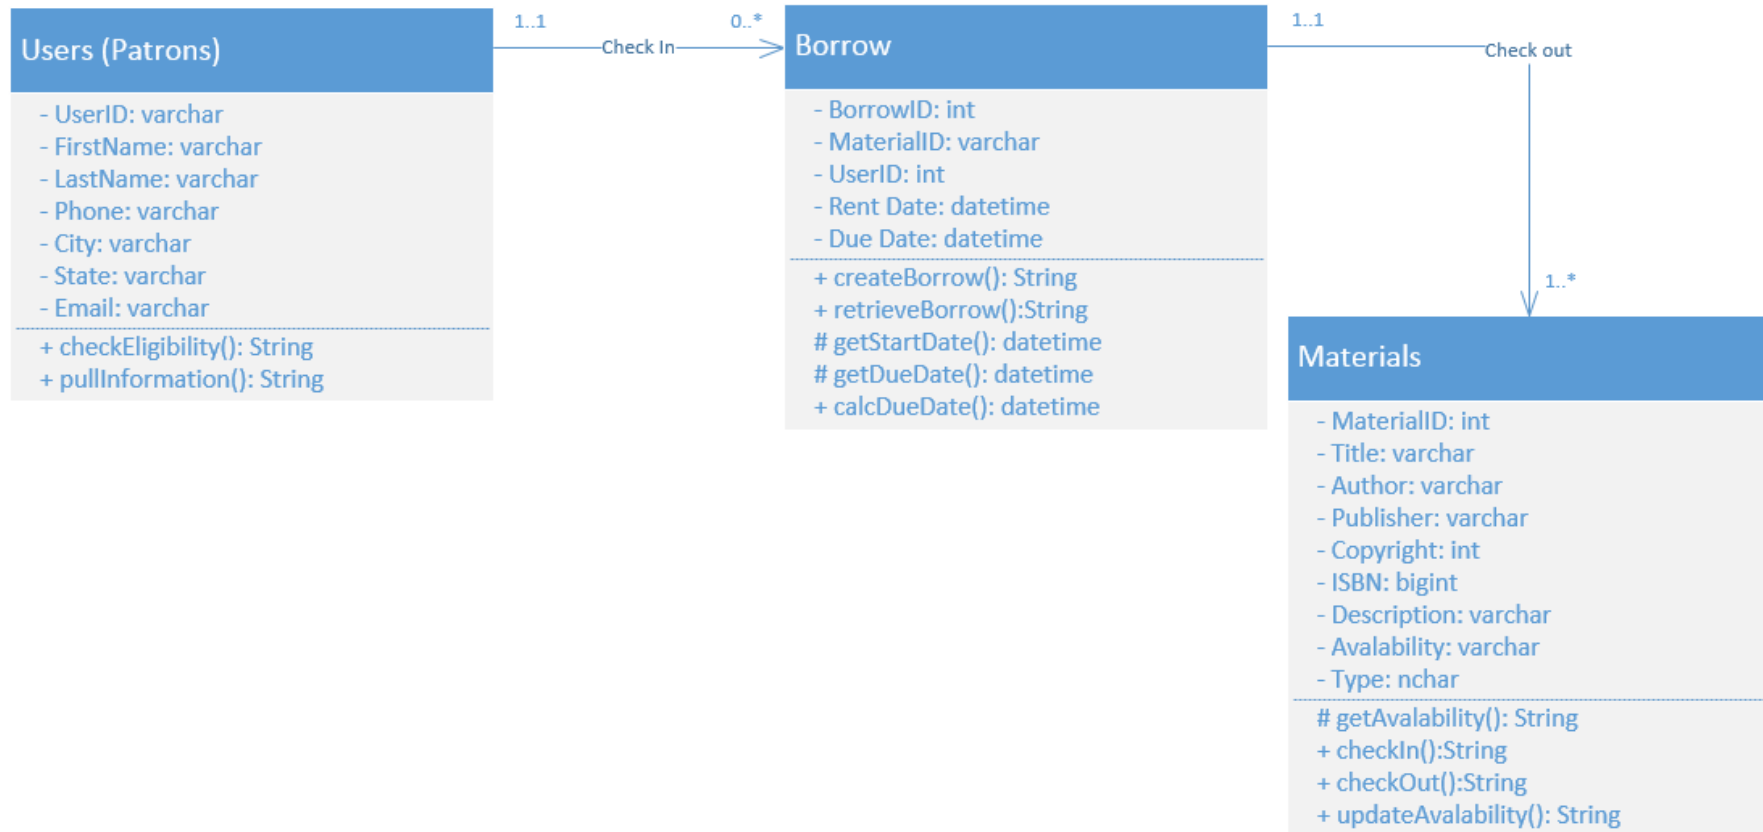 Users (Patrons)
- UserID: varchar
- FirstName: varchar
- LastName: varchar
- Phone: varchar
- City: varchar
- State: varchar
- Email: varchar
+ checkEligibility(): String
+ pullInformation(): String
1..1
0..*
Check In
Borrow
- BorrowID: int
- MaterialID: varchar
- UserID: int
- Rent Date: datetime
- Due Date: datetime
+ createBorrow(): String
+ retrieveBorrow():String
# getStartDate(): datetime
# getDueDate(): datetime
+ calcDueDate(): datetime
1..1
Check out
1..*
Materials
- MaterialID: int
- Title: varchar
- Author: varchar
- Publisher: varchar
- Copyright: int
- ISBN: bigint
- Description: varchar
- Avalability: varchar
- Type: nchar
# getAvalability(): String
+ checkIn():String
+ checkOut():String
+ updateAvalability(): String